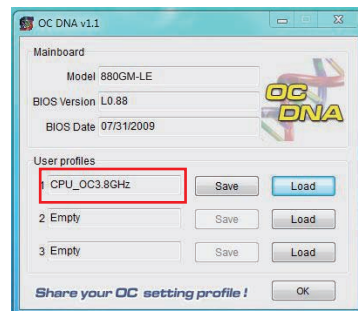 OC DNA v1.1
Mainboard
Model 880GM-LE
BIOS Version L0.88
BIOS Date 07/31/2009
OC
DNA
User profiles
1 CPU_OC3.8GHz Save Load
2 Empty Save Load
3 Empty Save Load
Share your OC setting profile! OK